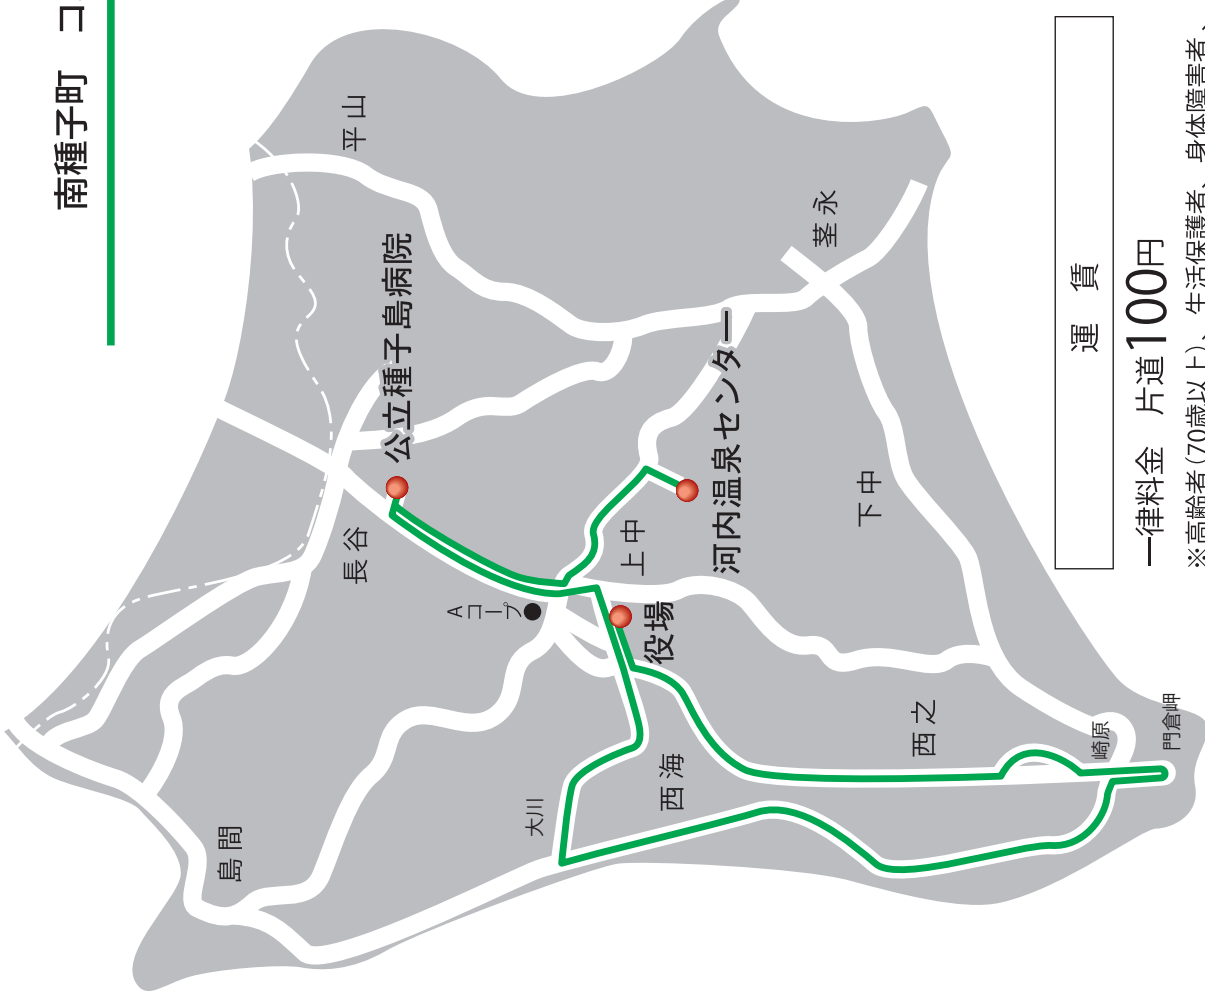 南種子町 コ
平山
公立種子島病院
長谷
Aコープ
島間
茎永
河内温泉センター
上中
役場
下中
大川
西海
西之
崎原
門倉岬
運賃
一律料金 片道100円
※高齢者(70歳以上)、生活保護者、身体障害者、